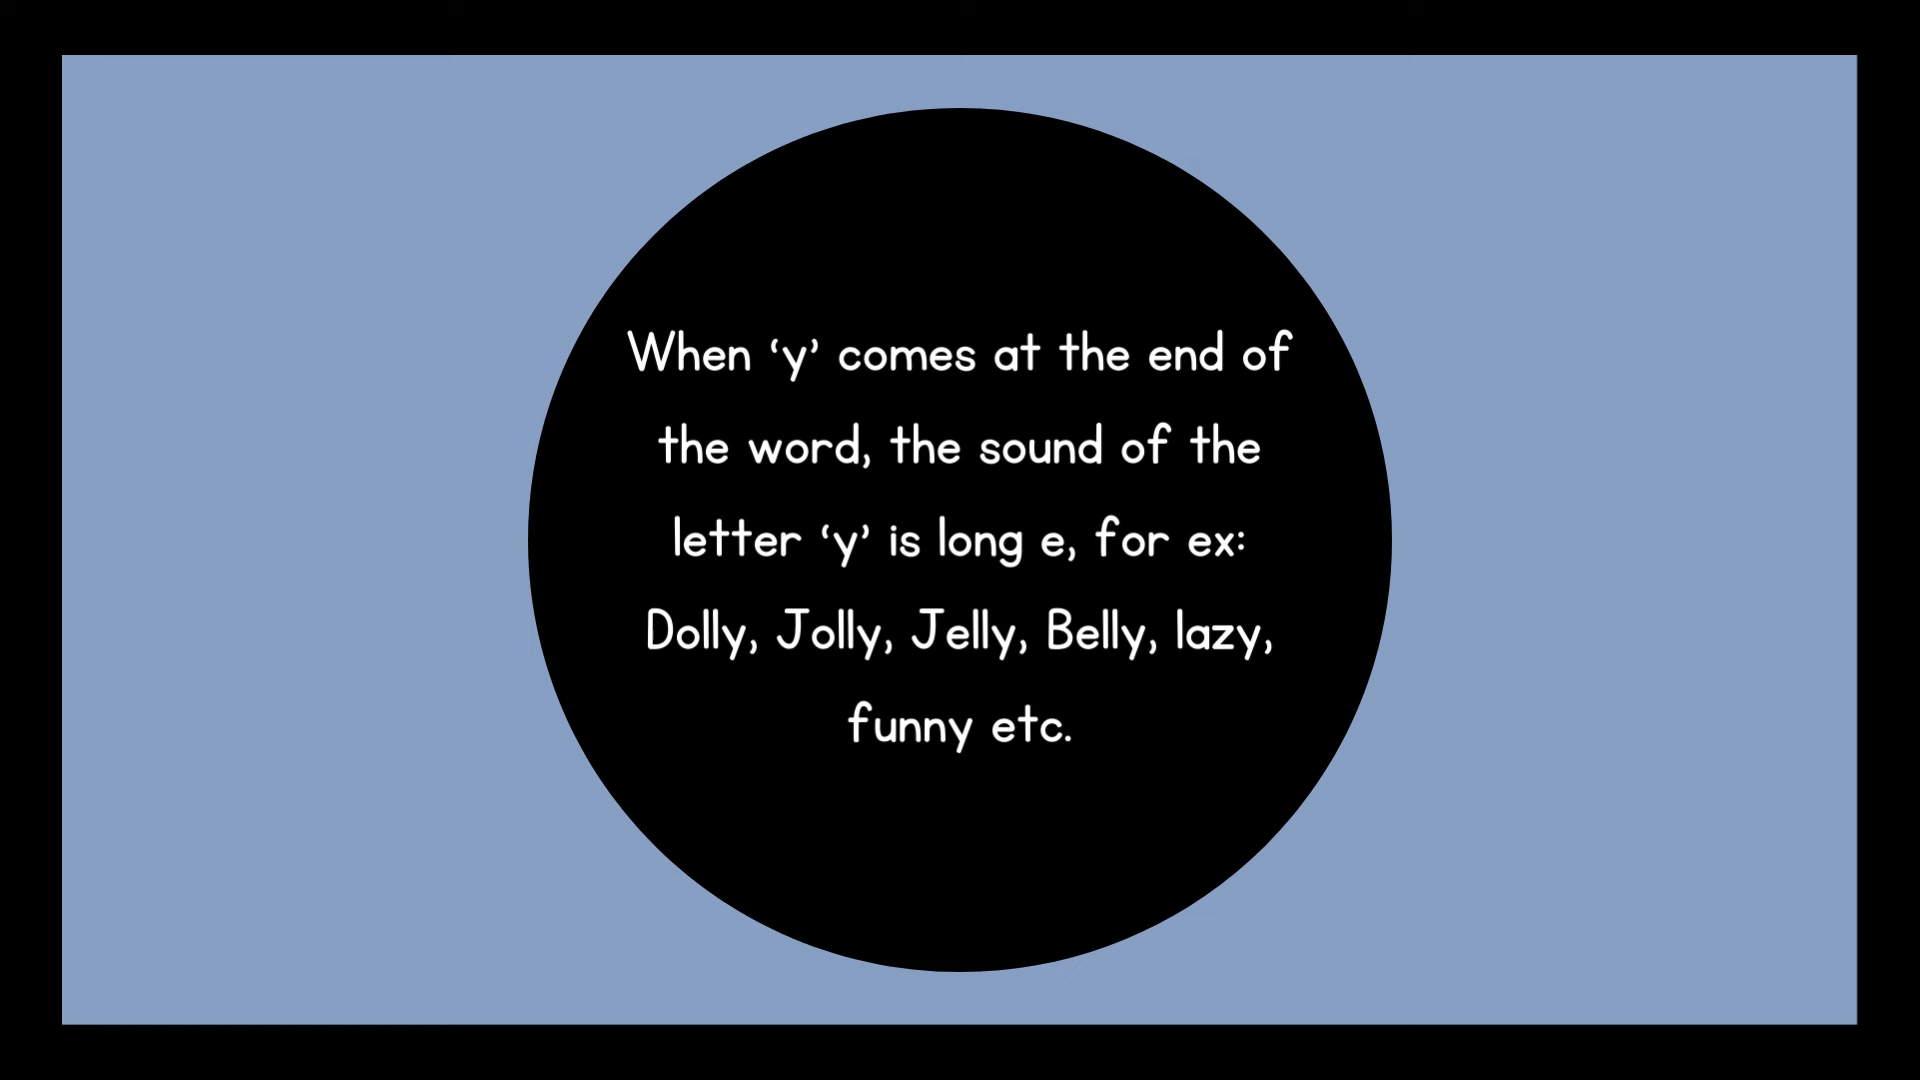 When ‘y’ comes at the end of
the word, the sound of the
letter ‘y’ is long e, for ex:
Dolly, Jolly, Jelly, Belly, lazy,
funny etc.